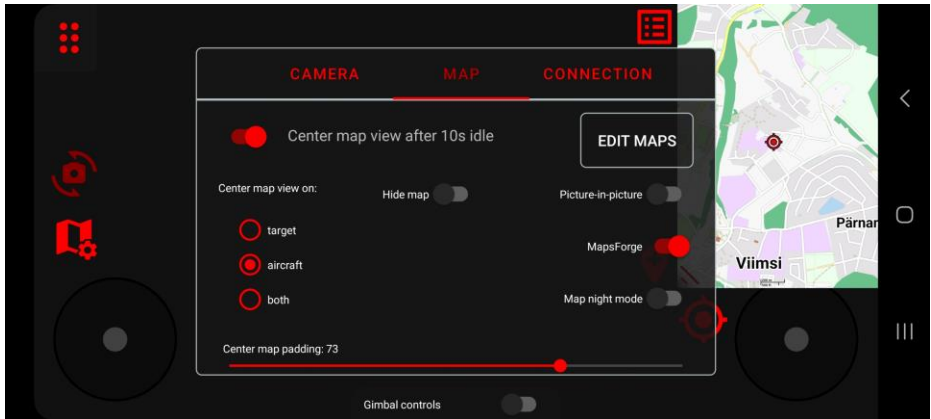 CAMERA MAP CONNECTION
Center map view after 10s idle
EDIT MAPS
Center map view on:
Hide map
Picture-in-picture
target
MapsForge
aircraft
both
Map night mode
Center map padding: 73
Gimbal controls
Pärnar
Viimsi